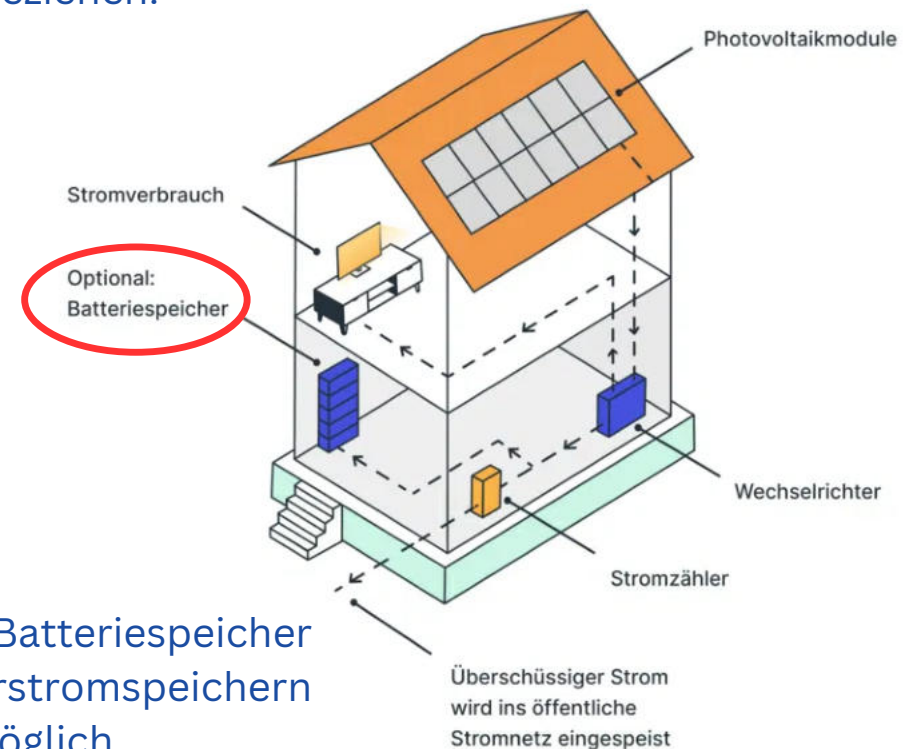 Photovoltaikmodule
Stromverbrauch
Optional:
Batteriespeicher
Wechselrichter
Stromzähler
Batteriespeicher
rstromspeichern
öglich
Überschüssiger Strom
wird ins öffentliche
Stromnetz eingespeist